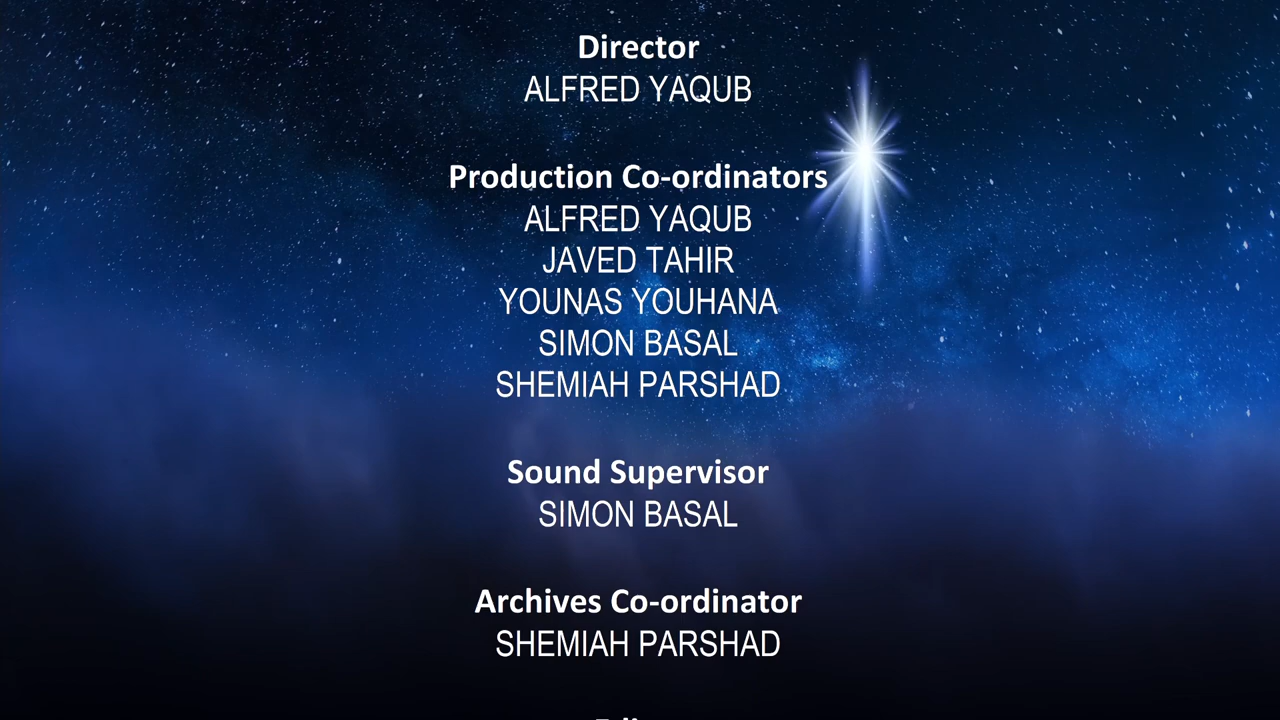 Director
ALFRED YAQUB
Production Co-ordinators
ALFRED YAQUB
JAVED TAHIR
YOUNAS YOUHANA
SIMON BASAL
SHEMIAH PARSHAD
Sound Supervisor
SIMON BASAL
Archives Co-ordinator
SHEMIAH PARSHAD